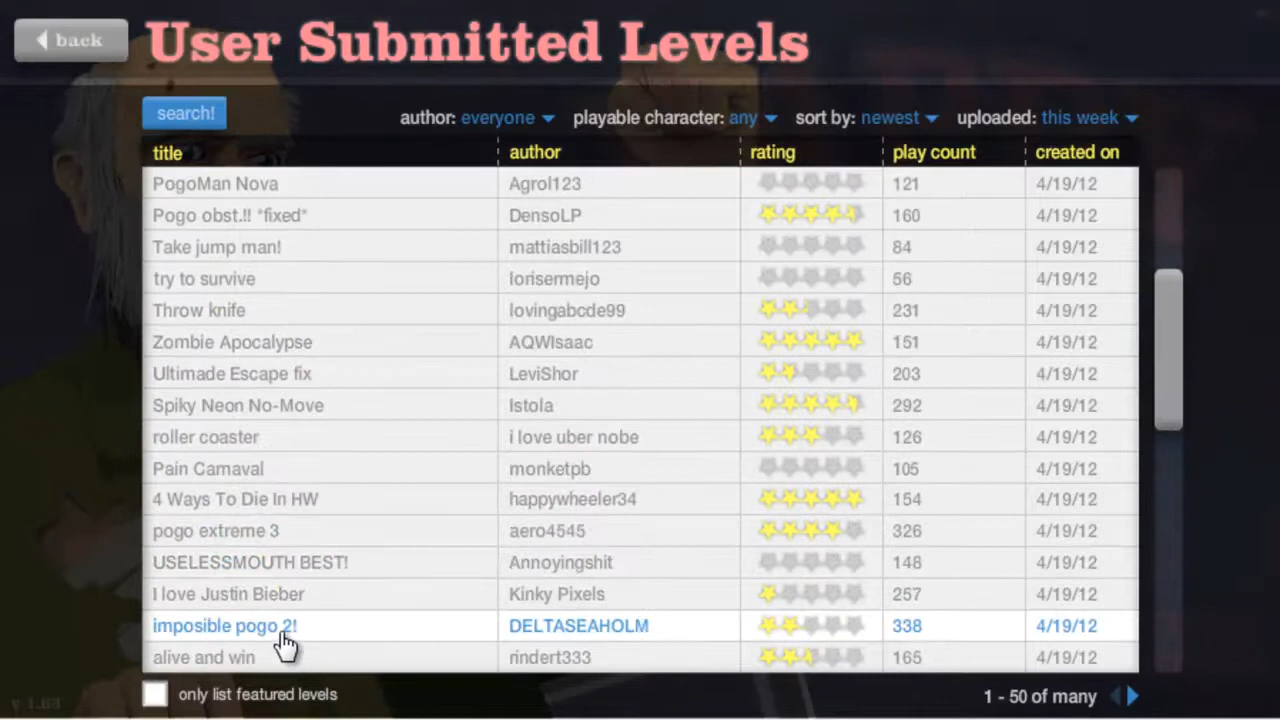 back
User Submitted Levels
search! author: everyone playable character: any sort by: newest uploaded: this week
title author rating play count created on
PogoMan Nova Agrol123 121 4/19/12
Pogo obst.!! *fixed* DensoLP 160 4/19/12
Take jump man! mattiasbill123 84 4/19/12
try to survive lorisermejo 56 4/19/12
Throw knife lovingabcde99 231 4/19/12
Zombie Apocalypse AQWIsaac 151 4/19/12
Ultimade Escape fix LeviShor 203 4/19/12
Spiky Neon No-Move Istola 292 4/19/12
roller coaster i love uber nobe 126 4/19/12
Pain Carnaval monketpb 105 4/19/12
4 Ways To Die In HW happywheeler34 154 4/19/12
pogo extreme 3 aero4545 326 4/19/12
USELESSMOUTH BEST! Annoyingshit 148 4/19/12
I love Justin Bieber Kinky Pixels 257 4/19/12
imposible pogo 2! DELTASEAHOLM 338 4/19/12
alive and win rindert333 165 4/19/12
only list featured levels 1 - 50 of many